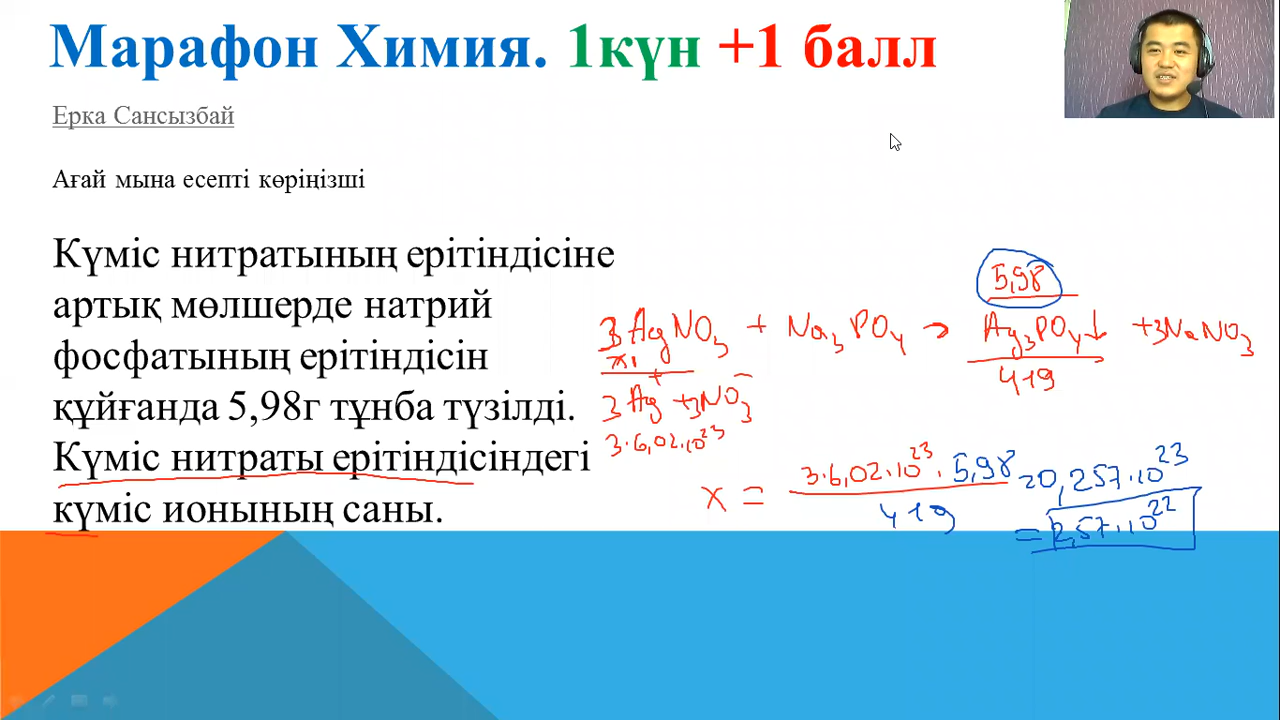 Марафон Химия. 1күн +1 балл
Ерка Сансызбай
Ағай мына есепті көріңізші
Күміс нитратының ерітіндісіне
артық мөлшерде натрий
фосфатының ерітіндісін
құйғанда 5,98г тұнба түзілді.
Күміс нитраты ерітіндісіндегі
күміс ионының саны.
5,98г
3AgNO₃ + Na₃PO₄ → Ag₃PO₄↓ + 3NaNO₃
419
3Ag⁺ + 3NO₃⁻
3·6,02·10²³
x = 3·6,02·10²³ · 5,98г / 419 = 0,257·10²³
= 2,57·10²²